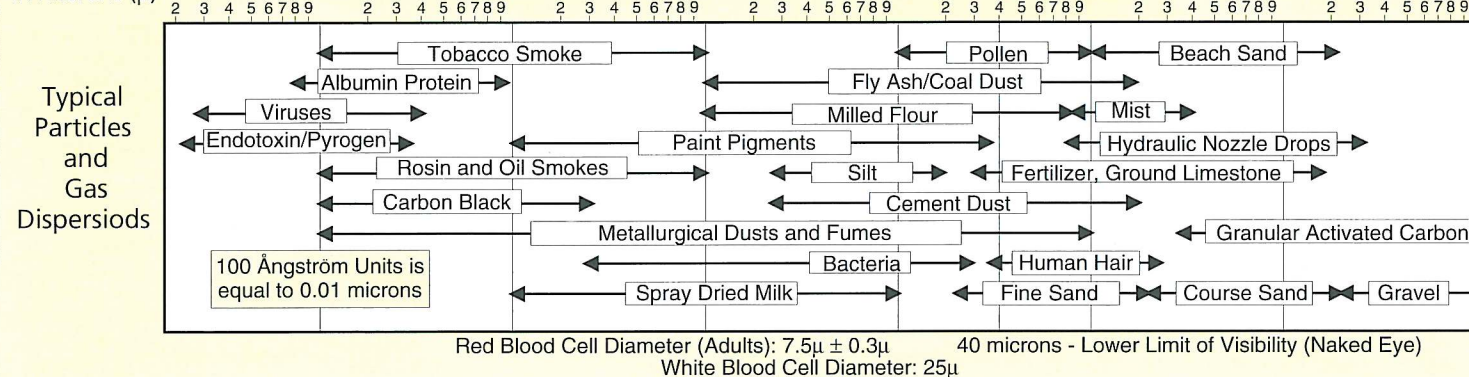 2 3 4 5 6 7 8 9 2 3 4 5 6 7 8 9 2 3 4 5 6 7 8 9 2 3 4 5 6 7 8 9 2 3 4 5 6 7 8 9 2 3 4 5 6 7 8 9 2 3 4 5 6 7 8 9
Typical
Particles
and
Gas
Dispersiods
Tobacco Smoke Pollen Beach Sand
Albumin Protein Fly Ash/Coal Dust
Viruses Milled Flour Mist
Endotoxin/Pyrogen Paint Pigments Hydraulic Nozzle Drops
Rosin and Oil Smokes Silt Fertilizer, Ground Limestone
Carbon Black Cement Dust
Metallurgical Dusts and Fumes Granular Activated Carbon
Bacteria Human Hair
Spray Dried Milk Fine Sand Course Sand Gravel
100 Ångström Units is
equal to 0.01 microns
Red Blood Cell Diameter (Adults): 7.5µ ± 0.3µ 40 microns - Lower Limit of Visibility (Naked Eye)
White Blood Cell Diameter: 25µ